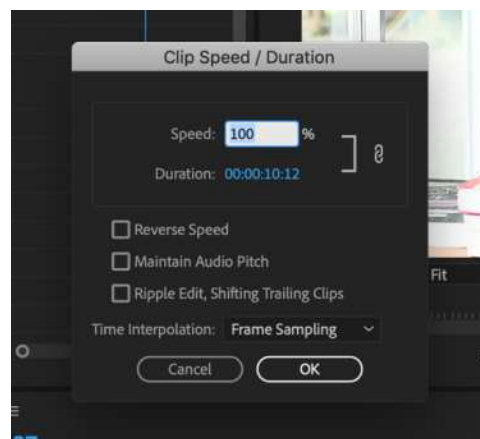 Clip Speed / Duration
Speed: 100 %
Duration: 00:00:10:12
Reverse Speed
Maintain Audio Pitch
Fit
Ripple Edit, Shifting Trailing Clips
Time Interpolation: Frame Sampling
Cancel OK